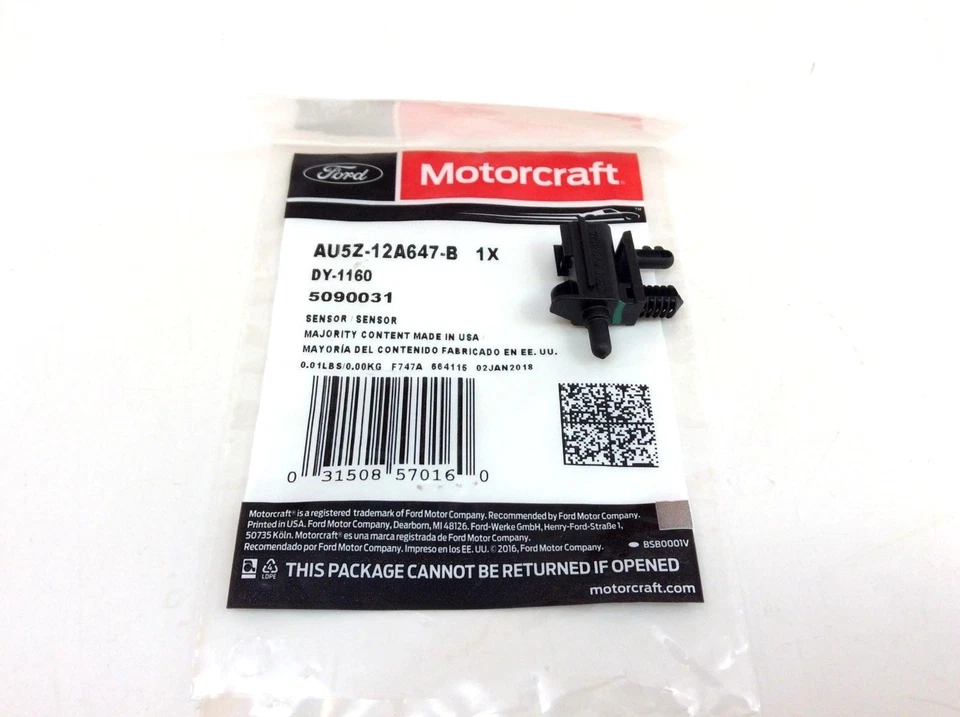 Ford Motorcraft®
™
AU5Z-12A647-B 1X
DY-1160
5090031
SENSOR / SENSOR
MAJORITY CONTENT MADE IN USA
MAYORÍA DEL CONTENIDO FABRICADO EN EE. UU.
0.01LBS/0.00KG F747A 664115 02JAN2018
0 31508 57016 0
Motorcraft® is a registered trademark of Ford Motor Company. Recommended by Ford Motor Company.
Printed in USA. Ford Motor Company, Dearborn, MI 48126. Ford-Werke GmbH, Henry-Ford-Straße 1,
50735 Köln. Motorcraft® es una marca registrada de Ford Motor Company.
Recomendado por Ford Motor Company. Impreso en los EE. UU. © 2016, Ford Motor Company.
BSB0001V
4
LDPE
THIS PACKAGE CANNOT BE RETURNED IF OPENED
motorcraft.com